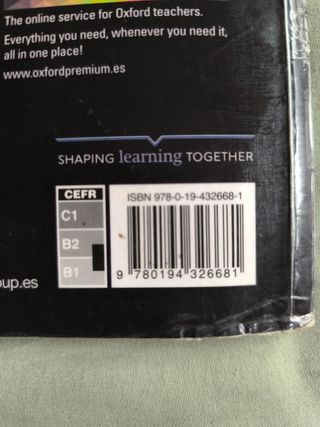 The online service for Oxford teachers.
Everything you need, whenever you need it,
all in one place!
www.oxfordpremium.es
SHAPING learning TOGETHER
CEFR
C1
B2
B1
ISBN 978-0-19-432668-1
9 780194 326681
oup.es